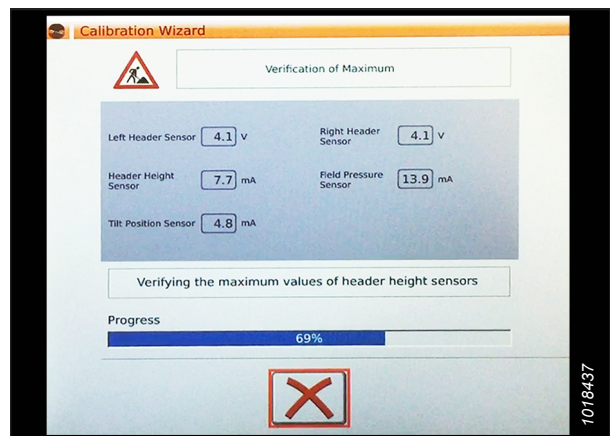 Calibration Wizard
Verification of Maximum
Left Header Sensor 4.1 V
Right Header Sensor 4.1 V
Header Height Sensor 7.7 mA
Field Pressure Sensor 13.9 mA
Tilt Position Sensor 4.8 mA
Verifying the maximum values of header height sensors
Progress
69%
1018437